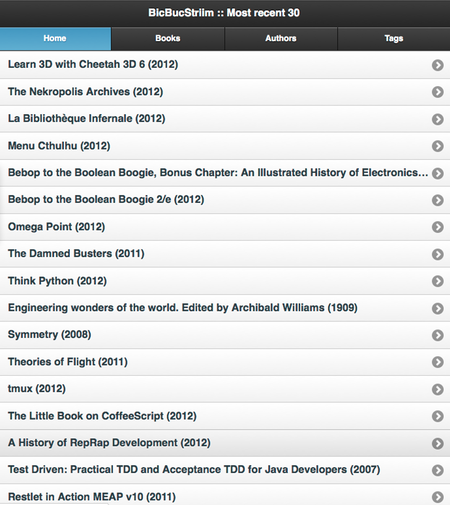 BicBucStriim :: Most recent 30
Home Books Authors Tags
Learn 3D with Cheetah 3D 6 (2012)
The Nekropolis Archives (2012)
La Bibliothèque Infernale (2012)
Menu Cthulhu (2012)
Bebop to the Boolean Boogie, Bonus Chapter: An Illustrated History of Electronics...
Bebop to the Boolean Boogie 2/e (2012)
Omega Point (2012)
The Damned Busters (2011)
Think Python (2012)
Engineering wonders of the world. Edited by Archibald Williams (1909)
Symmetry (2008)
Theories of Flight (2011)
tmux (2012)
The Little Book on CoffeeScript (2012)
A History of RepRap Development (2012)
Test Driven: Practical TDD and Acceptance TDD for Java Developers (2007)
Restlet in Action MEAP v10 (2011)